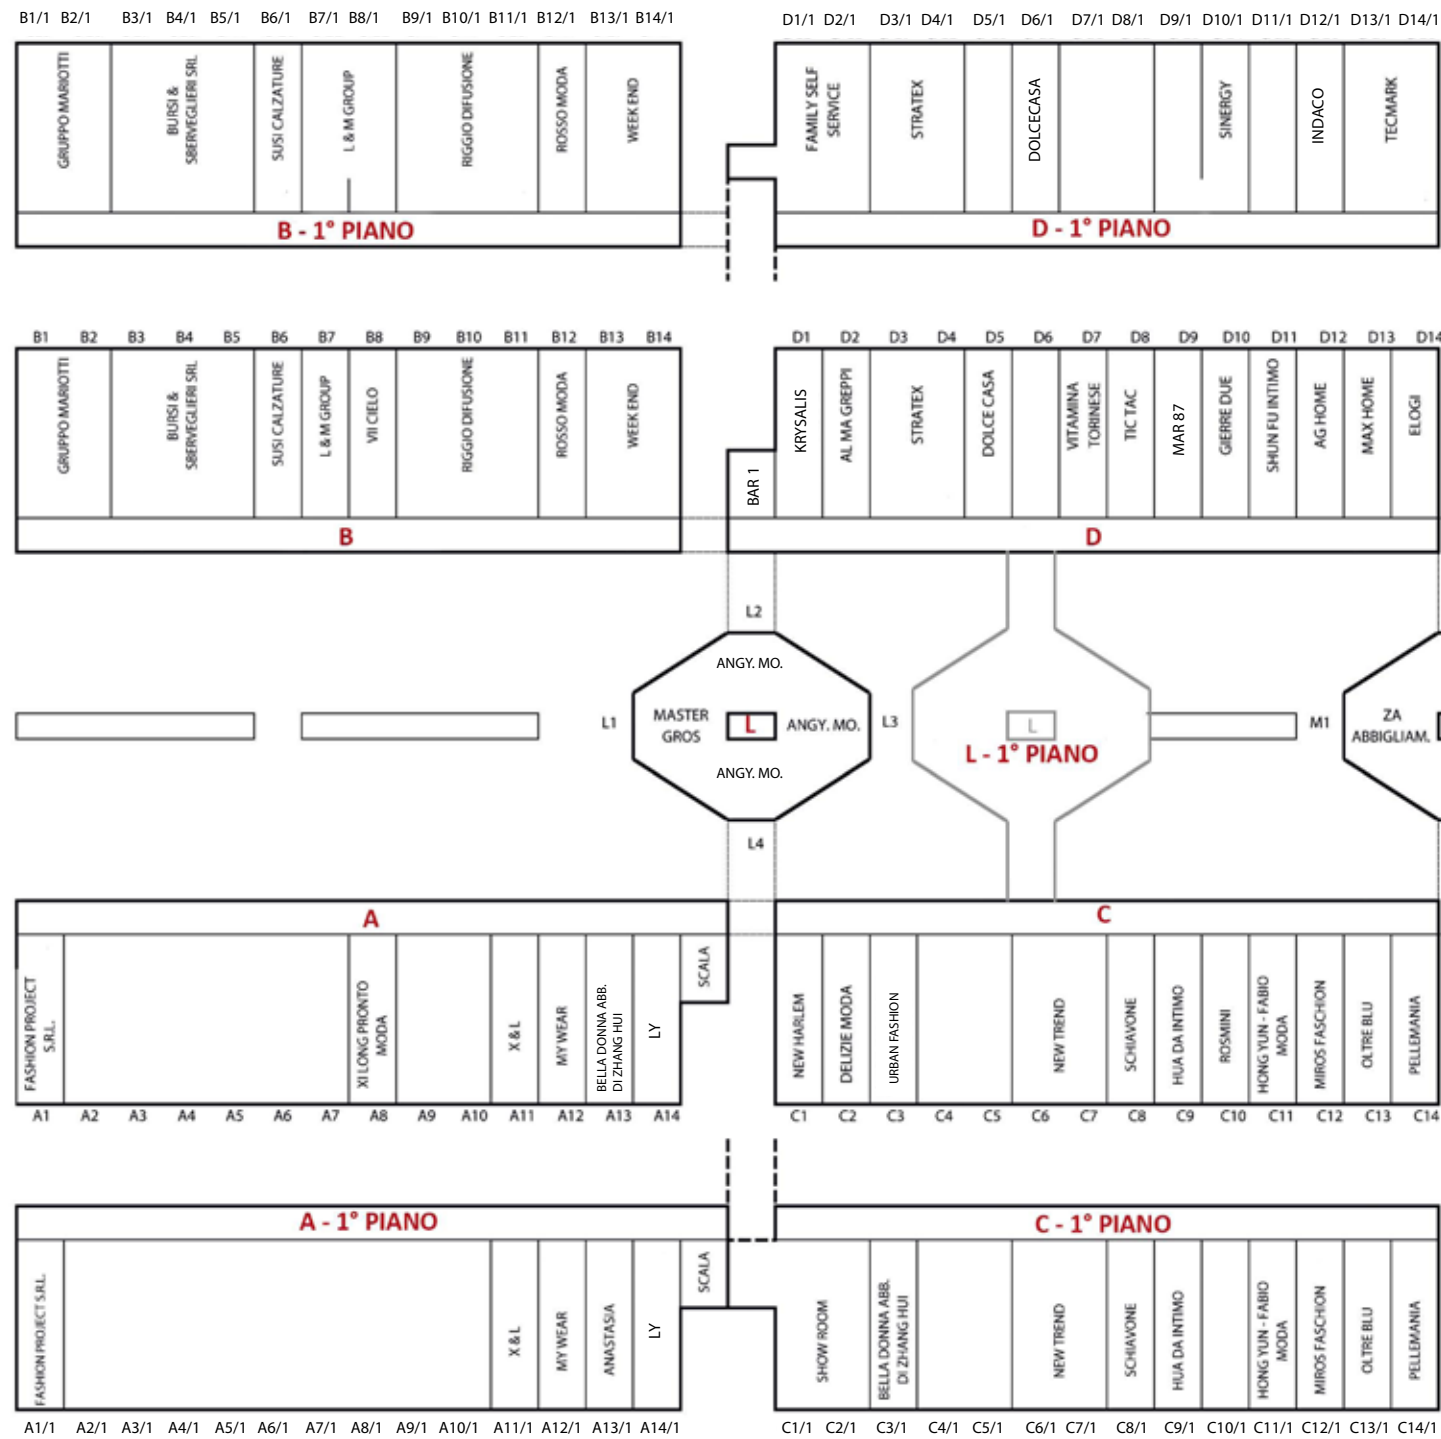 B1/1 B2/1 B3/1 B4/1 B5/1 B6/1 B7/1 B8/1 B9/1 B10/1 B11/1 B12/1 B13/1 B14/1
D1/1 D2/1 D3/1 D4/1 D5/1 D6/1 D7/1 D8/1 D9/1 D10/1 D11/1 D12/1 D13/1 D14/1
GRUPPO MARIOTTI
BURSI &
SBERVEGLIERI SRL
SUSI CALZATURE
L & M GROUP
RIGGIO DIFUSIONE
ROSSO MODA
WEEK END
FAMILY SELF
SERVICE
STRATEX
DOLCECASA
SINERGY
INDACO
TECMARK
B - 1° PIANO
D - 1° PIANO
B1 B2 B3 B4 B5 B6 B7 B8 B9 B10 B11 B12 B13 B14
D1 D2 D3 D4 D5 D6 D7 D8 D9 D10 D11 D12 D13 D14
GRUPPO MARIOTTI
BURSI &
SBERVEGLIERI SRL
SUSI CALZATURE
L & M GROUP
VII CIELO
RIGGIO DIFUSIONE
ROSSO MODA
WEEK END
BAR 1
KRYSALIS
AL MA GREPPI
STRATEX
DOLCE CASA
VITAMINA
TORINESE
TIC TAC
MAR 87
GIERRE DUE
SHUN FU INTIMO
AG HOME
MAX HOME
ELOGI
B
D
L2
ANGY. MO.
L1
MASTER
GROS
L
ANGY. MO.
L3
L
L - 1° PIANO
M1
ZA
ABBIGLIAM.
ANGY. MO.
L4
A
C
FASHION PROJECT
S.R.L.
XI LONG PRONTO
MODA
X & L
MY WEAR
BELLA DONNA ABB.
DI ZHANG HUI
LY
SCALA
NEW HARLEM
DELIZIE MODA
URBAN FASHION
NEW TREND
SCHIAVONE
HUA DA INTIMO
ROSMINI
HONG YUN - FABIO
MODA
MIROS FASCHION
OLTRE BLU
PELLEMANIA
A1 A2 A3 A4 A5 A6 A7 A8 A9 A10 A11 A12 A13 A14
C1 C2 C3 C4 C5 C6 C7 C8 C9 C10 C11 C12 C13 C14
A - 1° PIANO
C - 1° PIANO
FASHION PROJECT S.R.L.
X & L
MY WEAR
ANASTASIA
LY
SCALA
SHOW ROOM
BELLA DONNA ABB.
DI ZHANG HUI
NEW TREND
SCHIAVONE
HUA DA INTIMO
HONG YUN - FABIO
MODA
MIROS FASCHION
OLTRE BLU
PELLEMANIA
A1/1 A2/1 A3/1 A4/1 A5/1 A6/1 A7/1 A8/1 A9/1 A10/1 A11/1 A12/1 A13/1 A14/1
C1/1 C2/1 C3/1 C4/1 C5/1 C6/1 C7/1 C8/1 C9/1 C10/1 C11/1 C12/1 C13/1 C14/1